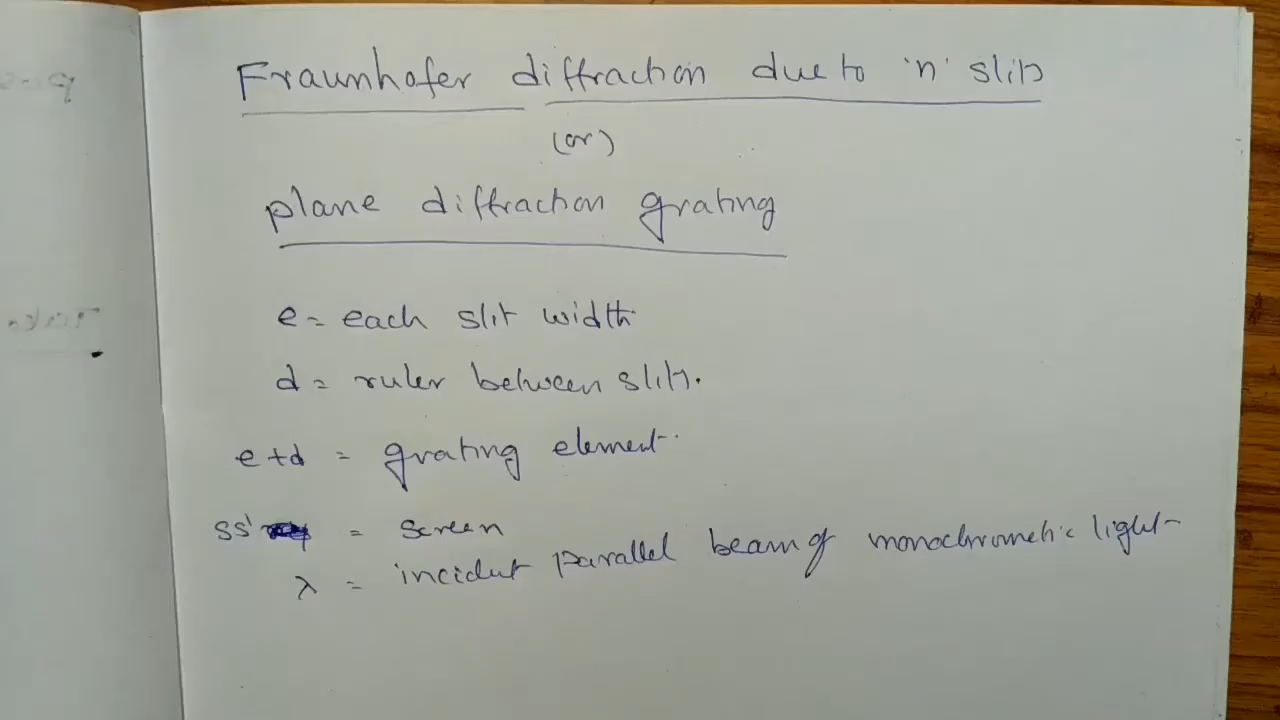 Fraunhofer diffraction due to 'n' slits
(or)
plane diffraction grating
e = each slit width
d = ruler between slits.
e+d = grating element.
SS' = screen
λ = incident parallel beam of monochrometic light